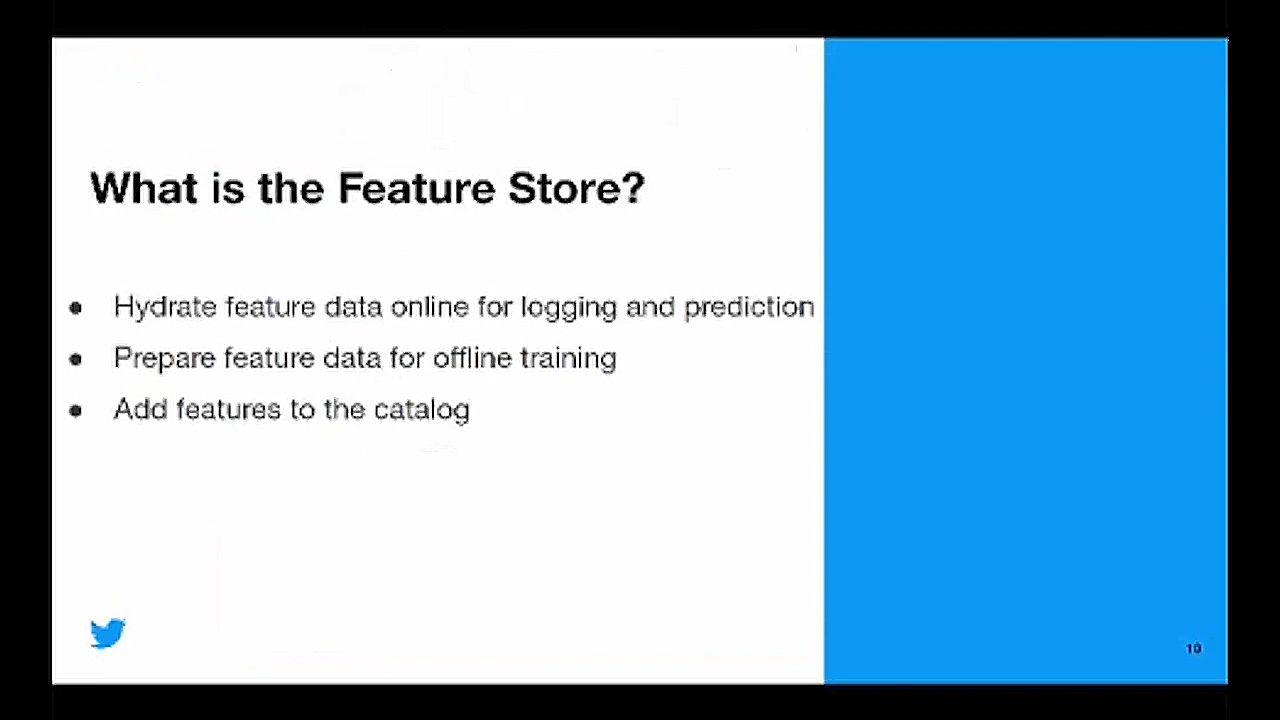 What is the Feature Store?
● Hydrate feature data online for logging and prediction
● Prepare feature data for offline training
● Add features to the catalog
10